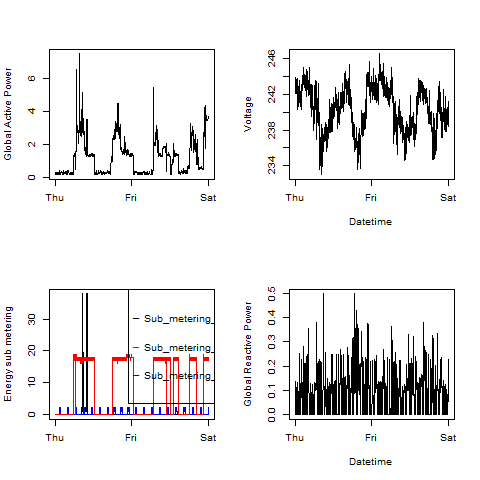 Global Active Power
0 2 4 6
Thu Fri Sat
Voltage
234 238 242 246
Thu Fri Sat
Datetime
Energy sub metering
0 10 20 30
Thu Fri Sat
Sub_metering_
Sub_metering_
Sub_metering_
Global Reactive Power
0.0 0.1 0.2 0.3 0.4 0.5
Thu Fri Sat
Datetime